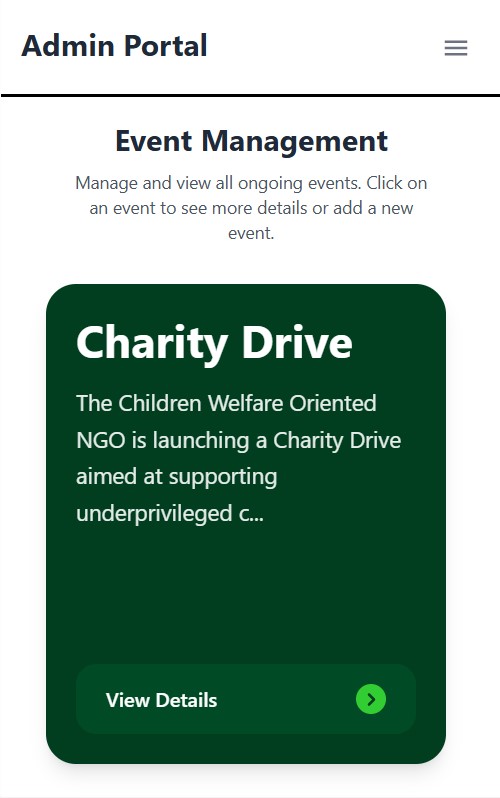 Admin Portal
Event Management
Manage and view all ongoing events. Click on
an event to see more details or add a new
event.
Charity Drive
The Children Welfare Oriented
NGO is launching a Charity Drive
aimed at supporting
underprivileged c...
View Details